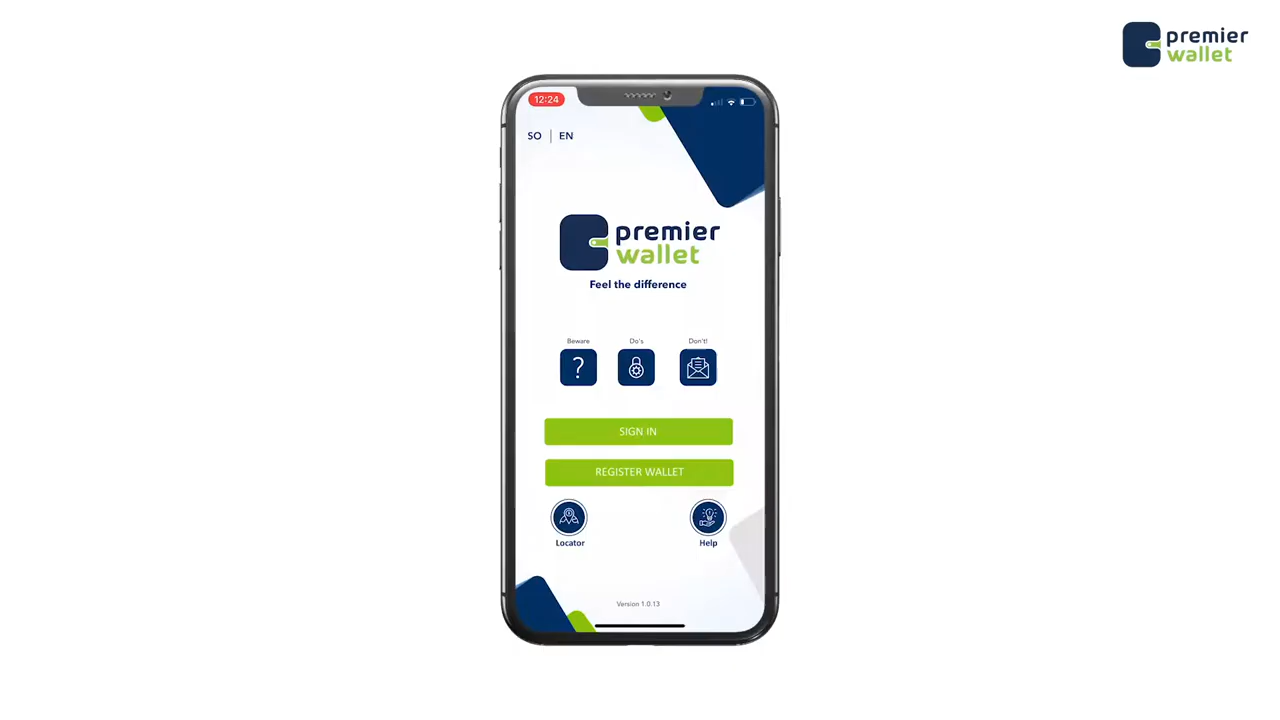 premier
wallet
12:24
SO | EN
premier
wallet
Feel the difference
Beware
Do's
Don't!
SIGN IN
REGISTER WALLET
Locator
Help
Version 1.0.13